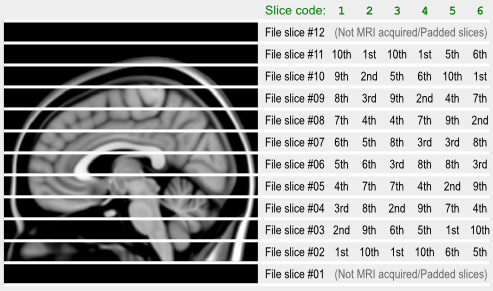 Slice code: 1 2 3 4 5 6
File slice #12 (Not MRI acquired/Padded slices)
File slice #11 10th 1st 10th 1st 5th 6th
File slice #10 9th 2nd 5th 6th 10th 1st
File slice #09 8th 3rd 9th 2nd 4th 7th
File slice #08 7th 4th 4th 7th 9th 2nd
File slice #07 6th 5th 8th 3rd 3rd 8th
File slice #06 5th 6th 3rd 8th 8th 3rd
File slice #05 4th 7th 7th 4th 2nd 9th
File slice #04 3rd 8th 2nd 9th 7th 4th
File slice #03 2nd 9th 6th 5th 1st 10th
File slice #02 1st 10th 1st 10th 6th 5th
File slice #01 (Not MRI acquired/Padded slices)